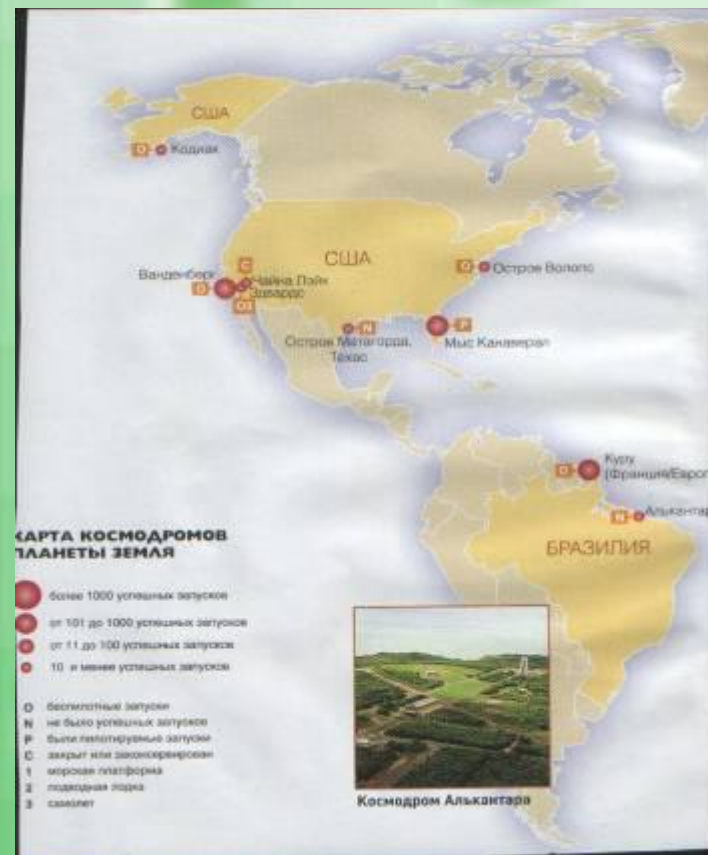 США
О Кодиак
США
С
Ванденберг
О
Чайна Лэйк
Эдвардс
О3
О Остров Волопс
N
Остров Матагорда,
Техас
P
Мыс Канаверал
О Куру
(Франция/Европ
N Алькантар
БРАЗИЛИЯ
КАРТА КОСМОДРОМОВ
ПЛАНЕТЫ ЗЕМЛЯ
более 1000 успешных запусков
от 101 до 1000 успешных запусков
от 11 до 100 успешных запусков
10 и менее успешных запусков
О беспилотные запуски
N не было успешных запусков
P были пилотируемые запуски
C закрыт или законсервирован
1 морская платформа
2 подводная лодка
3 самолет
Космодром Алькантара